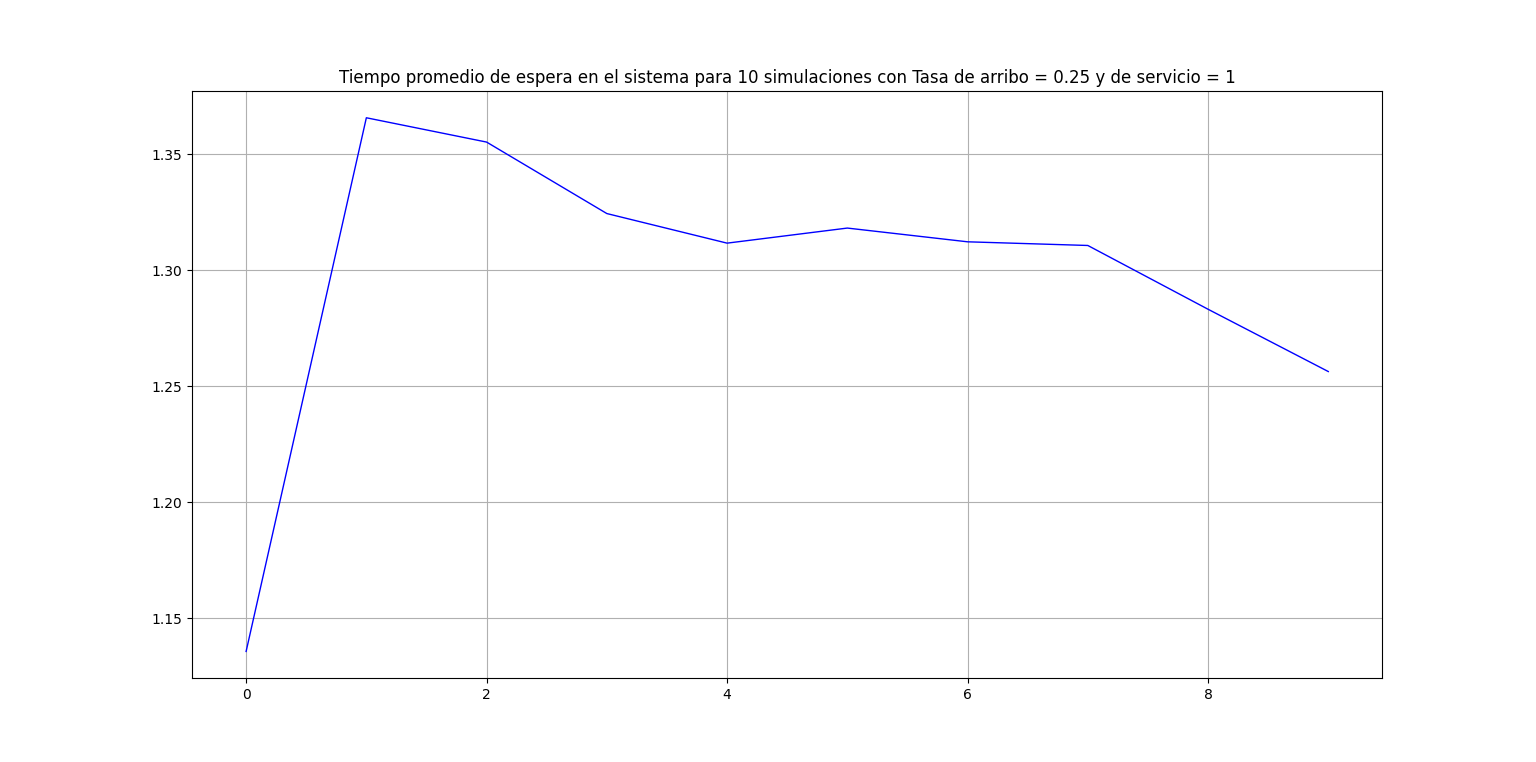 Tiempo promedio de espera en el sistema para 10 simulaciones con Tasa de arribo = 0.25 y de servicio = 1
1.35
1.30
1.25
1.20
1.15
0 2 4 6 8